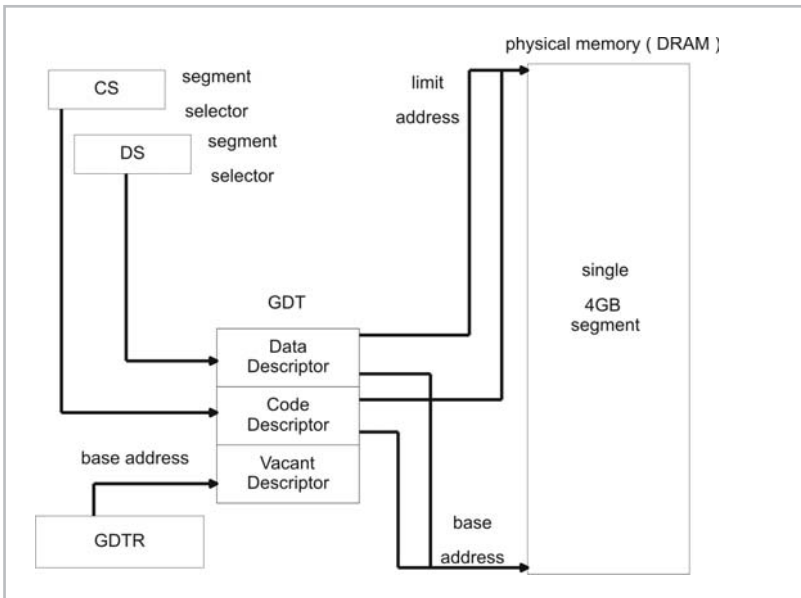 physical memory ( DRAM )
CS
segment
selector
DS
segment
selector
limit
address
single
4GB
segment
GDT
Data
Descriptor
Code
Descriptor
Vacant
Descriptor
base address
GDTR
base
address